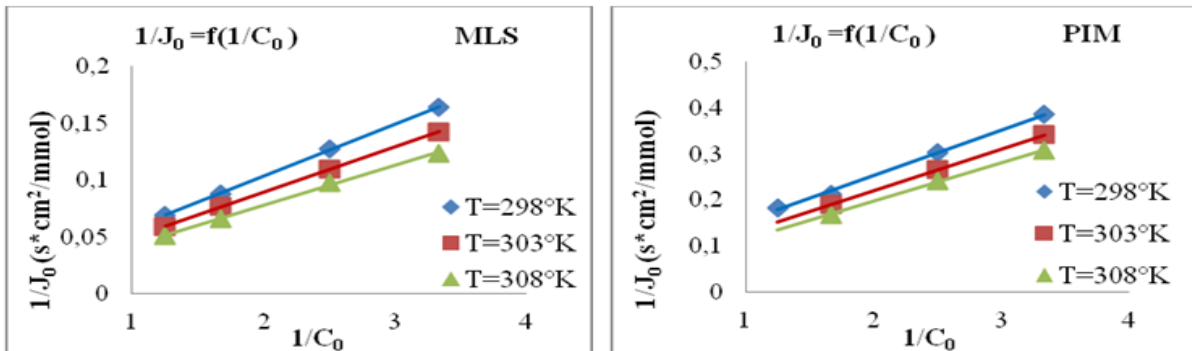 1/J₀ =f(1/C₀) MLS
0,2
0.15
0,1
0,05
0
1 2 3 4
1/C₀
1/J₀ (s*cm²/mmol)
T=298°K
T=303°K
T=308°K
1/J₀ =f(1/C₀) PIM
0,5
0,4
0,3
0,2
0,1
0
1 2 3 4
1/C₀
1/J₀ (s*cm²/mmol)
T=298°K
T=303°K
T=308°K